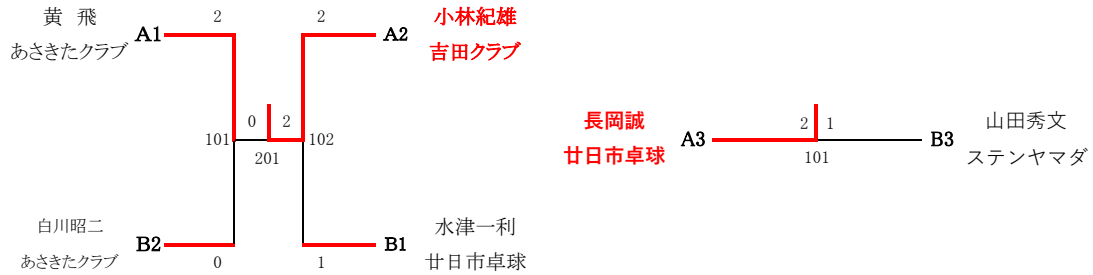 黄 飛
あさきたクラブ
A1
2
2
A2
小林紀雄
吉田クラブ
0
2
101
102
201
白川昭二
あさきたクラブ
B2
0
1
B1
水津一利
廿日市卓球
長岡誠
廿日市卓球
A3
2
1
101
B3
山田秀文
ステンヤマダ